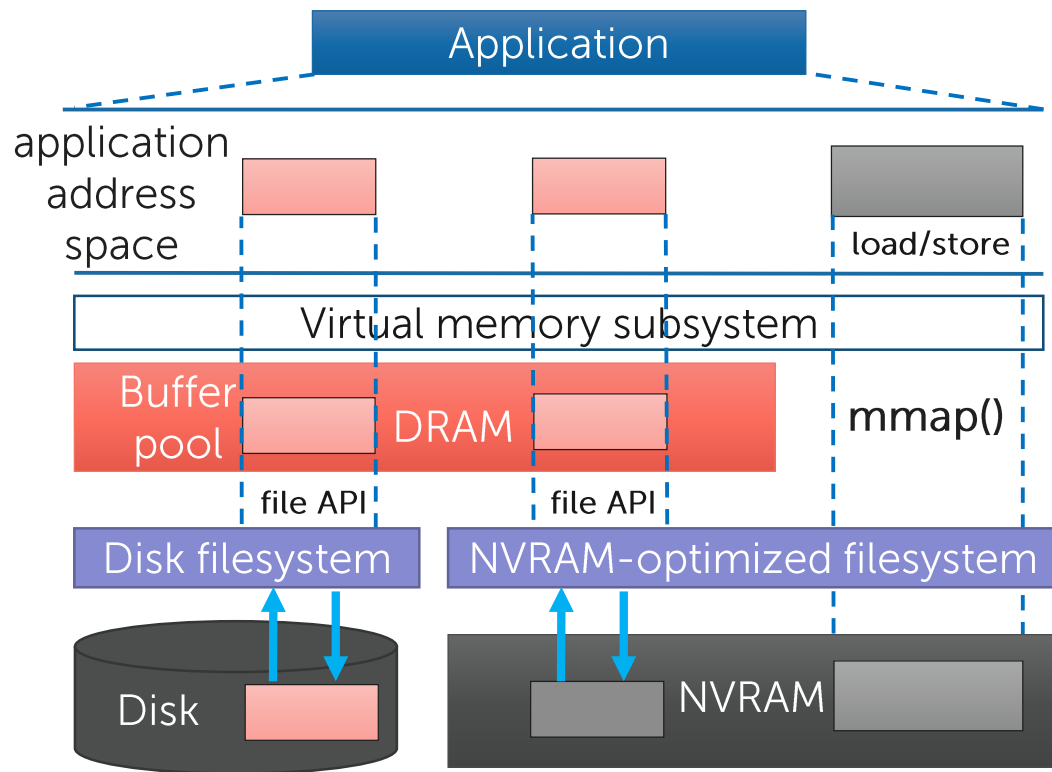 Application
application
address
space
load/store
Virtual memory subsystem
Buffer
pool
DRAM
mmap()
file API
file API
Disk filesystem
NVRAM-optimized filesystem
Disk
NVRAM